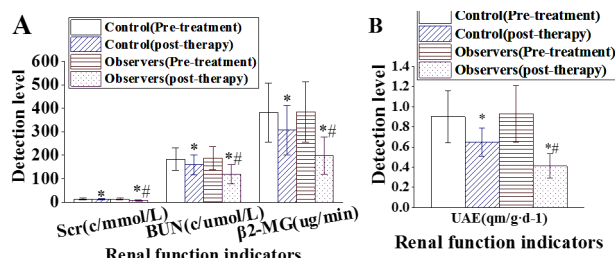 A
Control(Pre-treatment)
Control(post-therapy)
Observers(Pre-treatment)
Observers(post-therapy)
Detection level
600
500
400
300
200
100
0
*
*#
*
*#
*
*#
Scr(c/mmol/L)
BUN(c/umol/L)
β2-MG(ug/min)
Renal function indicators
B
Control(Pre-treatment)
Control(post-therapy)
Observers(Pre-treatment)
Observers(post-therapy)
Detection level
1.4
1.2
1.0
0.8
0.6
0.4
0.2
0.0
*
*#
UAE(qm/g·d-1)
Renal function indicators